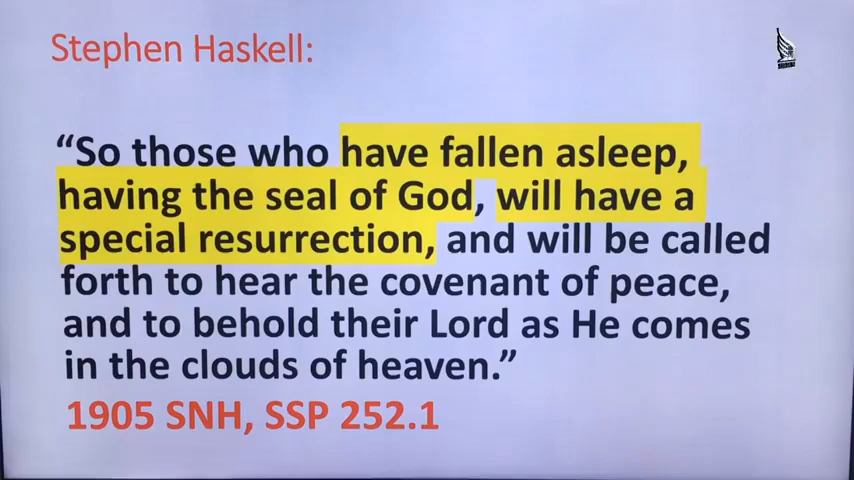 Stephen Haskell:
“So those who have fallen asleep,
having the seal of God, will have a
special resurrection, and will be called
forth to hear the covenant of peace,
and to behold their Lord as He comes
in the clouds of heaven.”
1905 SNH, SSP 252.1